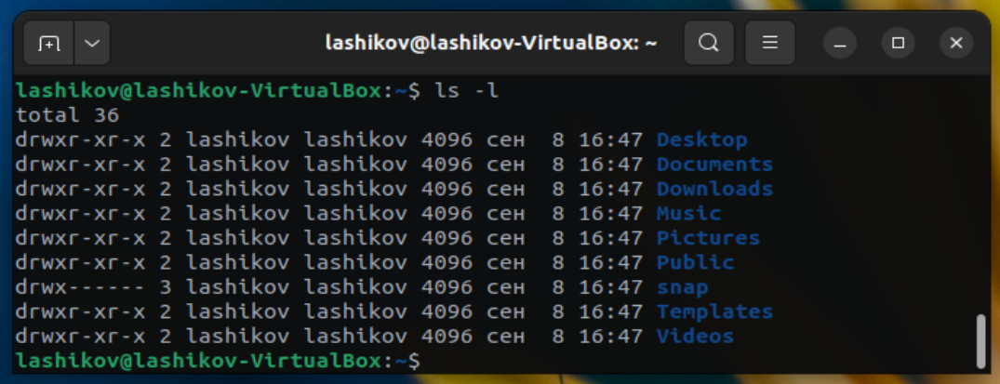 lashikov@lashikov-VirtualBox: ~
lashikov@lashikov-VirtualBox:~$ ls -l
total 36
drwxr-xr-x 2 lashikov lashikov 4096 сен  8 16:47 Desktop
drwxr-xr-x 2 lashikov lashikov 4096 сен  8 16:47 Documents
drwxr-xr-x 2 lashikov lashikov 4096 сен  8 16:47 Downloads
drwxr-xr-x 2 lashikov lashikov 4096 сен  8 16:47 Music
drwxr-xr-x 2 lashikov lashikov 4096 сен  8 16:47 Pictures
drwxr-xr-x 2 lashikov lashikov 4096 сен  8 16:47 Public
drwx------ 3 lashikov lashikov 4096 сен  8 16:47 snap
drwxr-xr-x 2 lashikov lashikov 4096 сен  8 16:47 Templates
drwxr-xr-x 2 lashikov lashikov 4096 сен  8 16:47 Videos
lashikov@lashikov-VirtualBox:~$